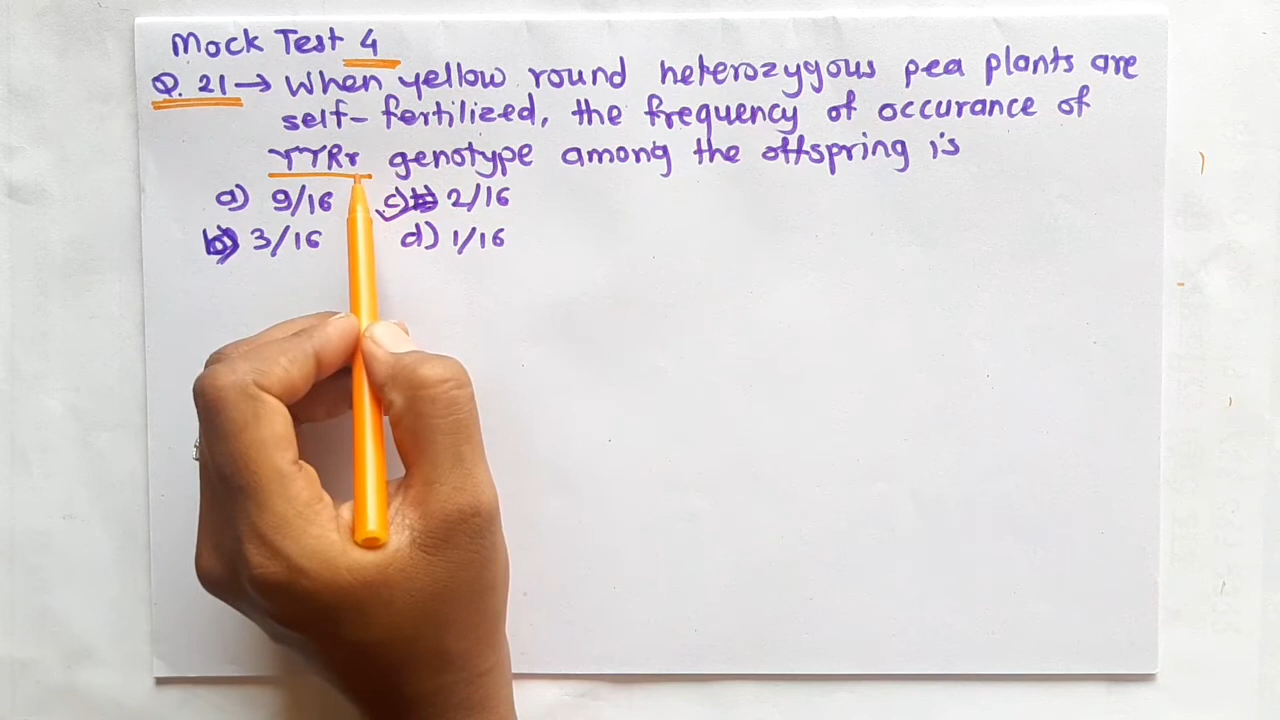 Mock Test 4
Q. 21 → When yellow round heterozygous pea plants are
self-fertilized, the frequency of occurance of
YYRr genotype among the offspring is
a) 9/16 c) 2/16
b) 3/16 d) 1/16